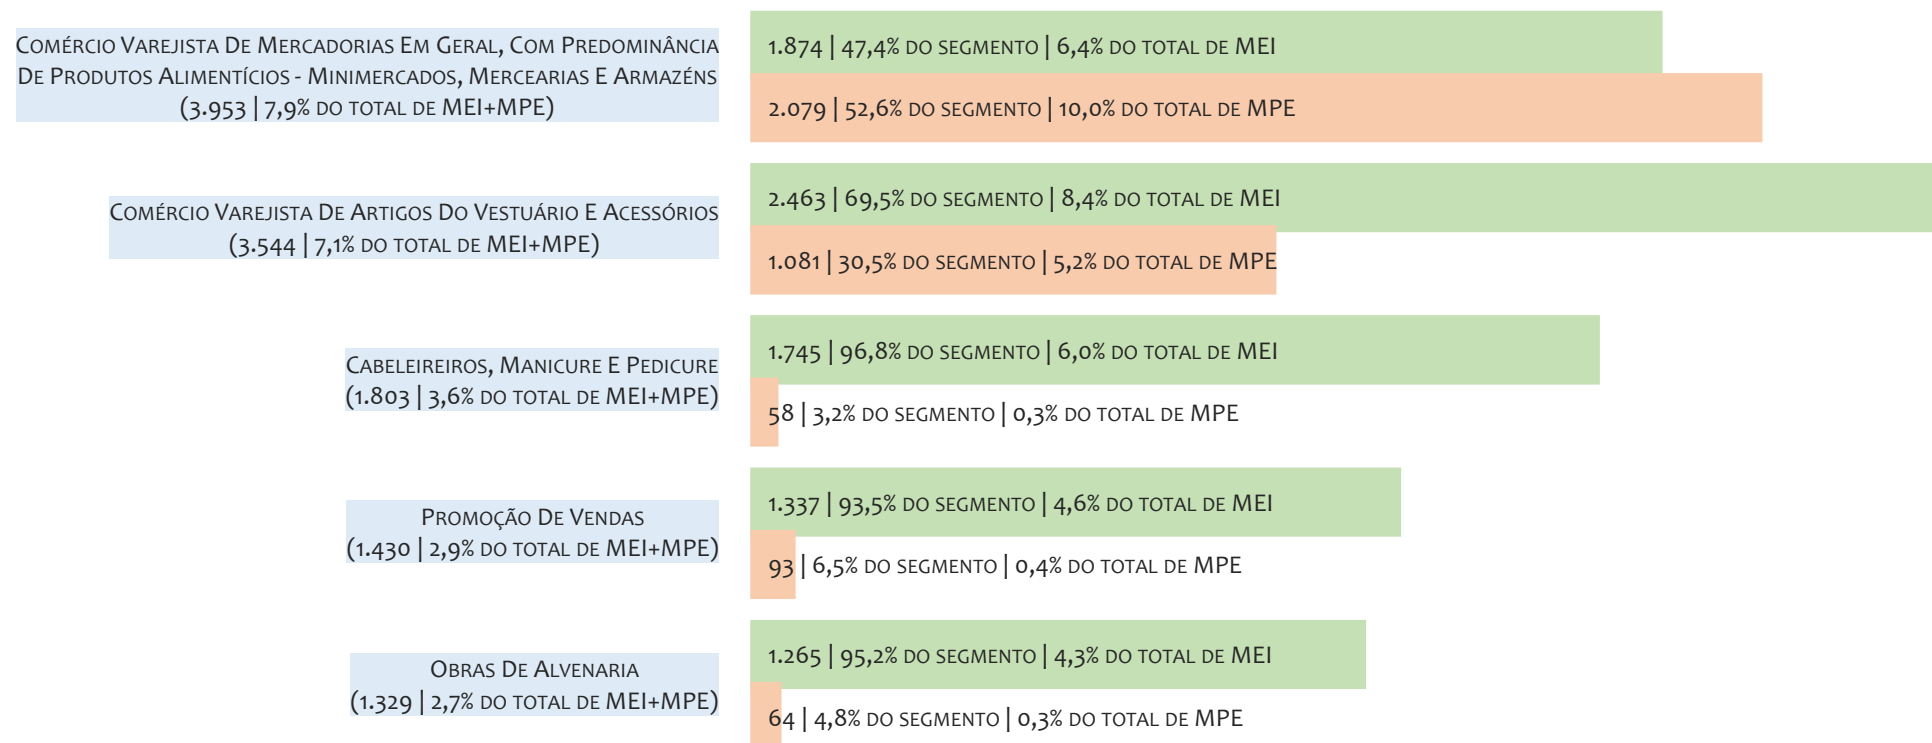 Comércio Varejista De Mercadorias Em Geral, Com Predominância
De Produtos Alimentícios - Minimercados, Mercearias E Armazéns
(3.953 | 7,9% do total de MEI+MPE)
1.874 | 47,4% do segmento | 6,4% do total de MEI
2.079 | 52,6% do segmento | 10,0% do total de MPE
Comércio Varejista De Artigos Do Vestuário E Acessórios
(3.544 | 7,1% do total de MEI+MPE)
2.463 | 69,5% do segmento | 8,4% do total de MEI
1.081 | 30,5% do segmento | 5,2% do total de MPE
Cabeleireiros, Manicure E Pedicure
(1.803 | 3,6% do total de MEI+MPE)
1.745 | 96,8% do segmento | 6,0% do total de MEI
58 | 3,2% do segmento | 0,3% do total de MPE
Promoção De Vendas
(1.430 | 2,9% do total de MEI+MPE)
1.337 | 93,5% do segmento | 4,6% do total de MEI
93 | 6,5% do segmento | 0,4% do total de MPE
Obras De Alvenaria
(1.329 | 2,7% do total de MEI+MPE)
1.265 | 95,2% do segmento | 4,3% do total de MEI
64 | 4,8% do segmento | 0,3% do total de MPE